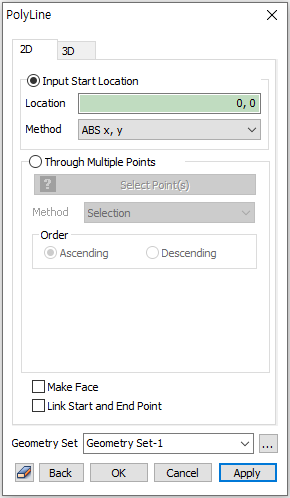 PolyLine
2D 3D
Input Start Location
Location 0, 0
Method ABS x, y
Through Multiple Points
? Select Point(s)
Method Selection
Order
Ascending Descending
Make Face
Link Start and End Point
Geometry Set Geometry Set-1 ...
Back OK Cancel Apply